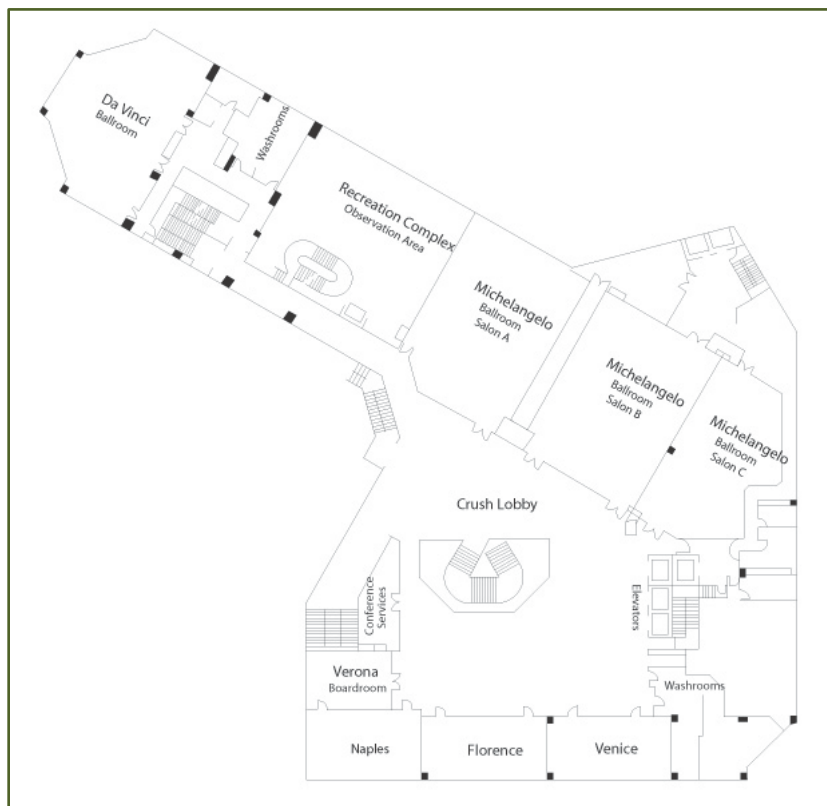 Da Vinci
Ballroom
Washrooms
Recreation Complex
Observation Area
Michelangelo
Ballroom
Salon A
Michelangelo
Ballroom
Salon B
Michelangelo
Ballroom
Salon C
Crush Lobby
Conference
Services
Elevators
Verona
Boardroom
Washrooms
Naples
Florence
Venice